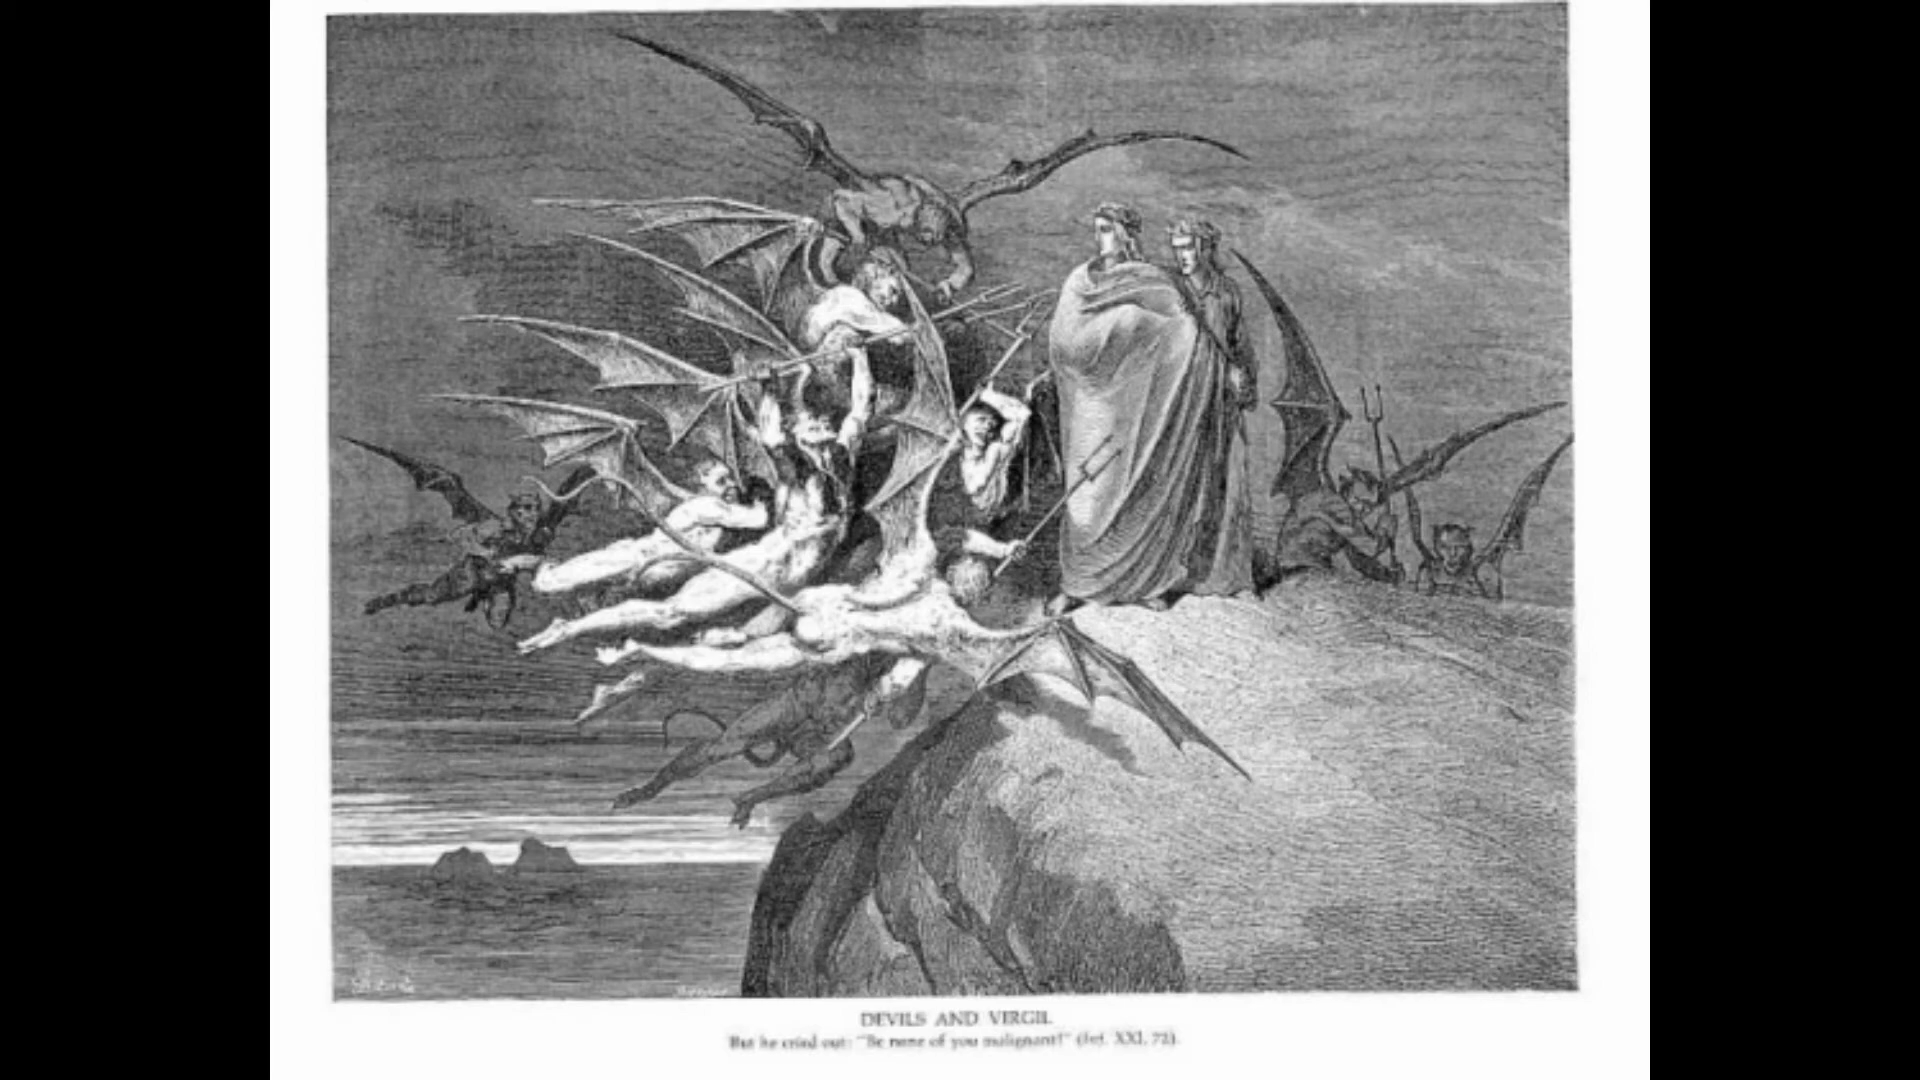 DEVILS AND VIRGIL
But he cried out: "Be none of you malignant!" (Inf. XXI, 72).